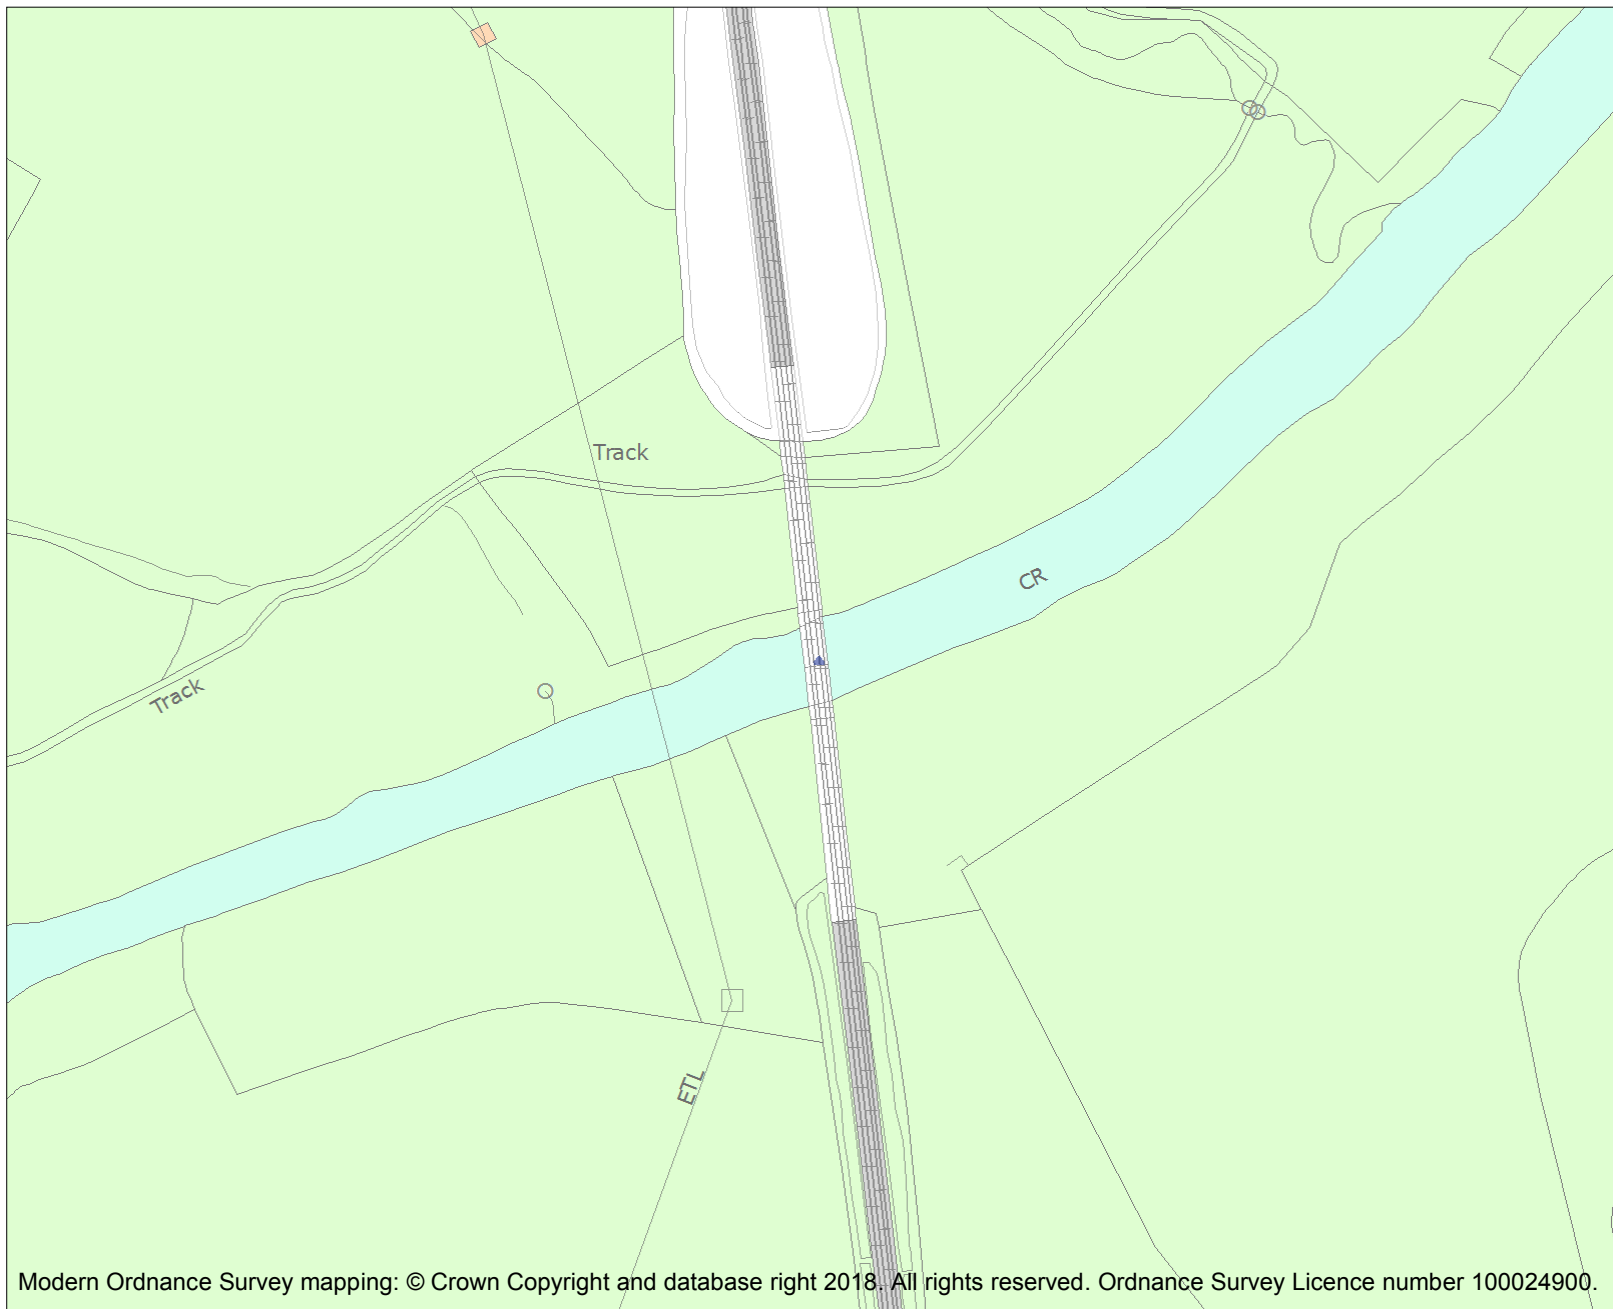 Track
CR
Track
ETL
Modern Ordnance Survey mapping: © Crown Copyright and database right 2018. All rights reserved. Ordnance Survey Licence number 100024900.